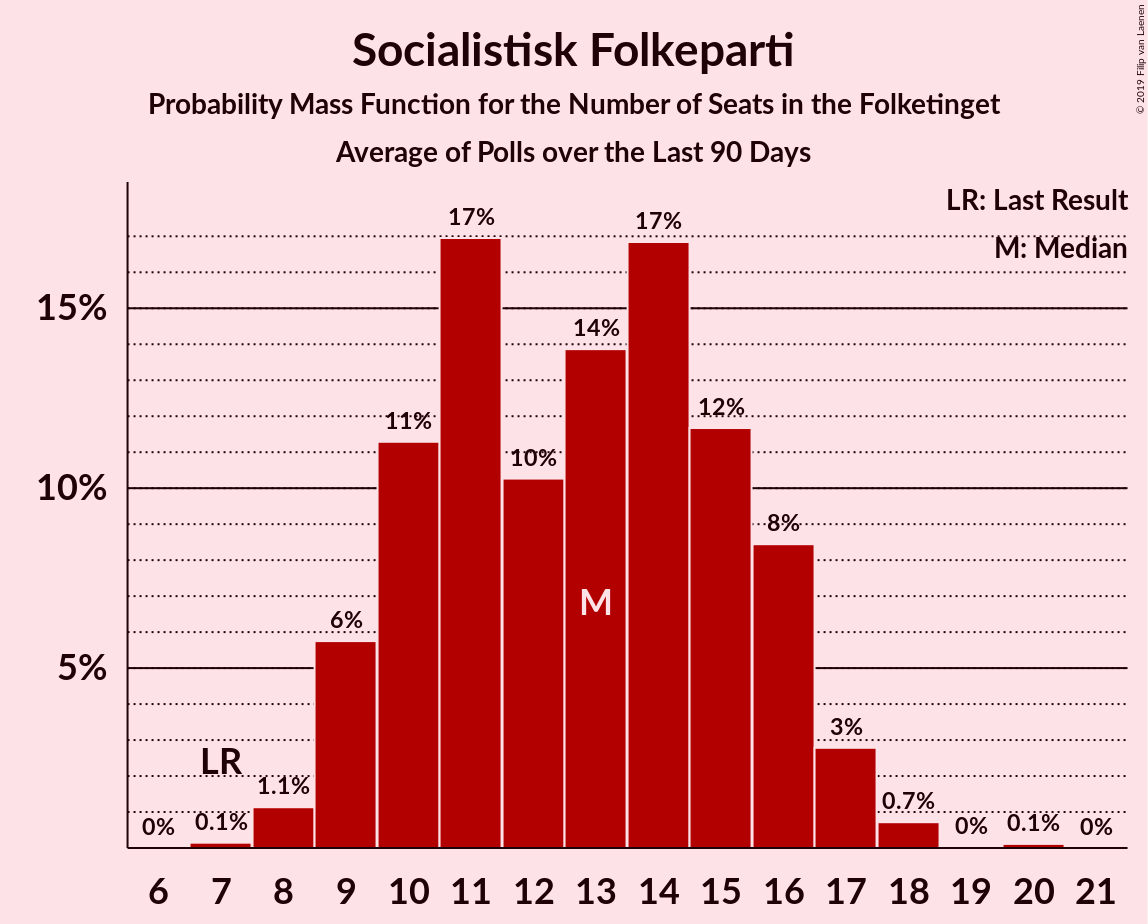 © 2019 Filip van Laenen
Socialistisk Folkeparti
Probability Mass Function for the Number of Seats in the Folketinget
Average of Polls over the Last 90 Days
LR: Last Result
M: Median
17%
17%
15%
14%
12%
11%
10%
10%
8%
M
6%
5%
3%
LR
1.1%
0.7%
0%
0.1%
0%
0.1%
0%
6 7 8 9 10 11 12 13 14 15 16 17 18 19 20 21